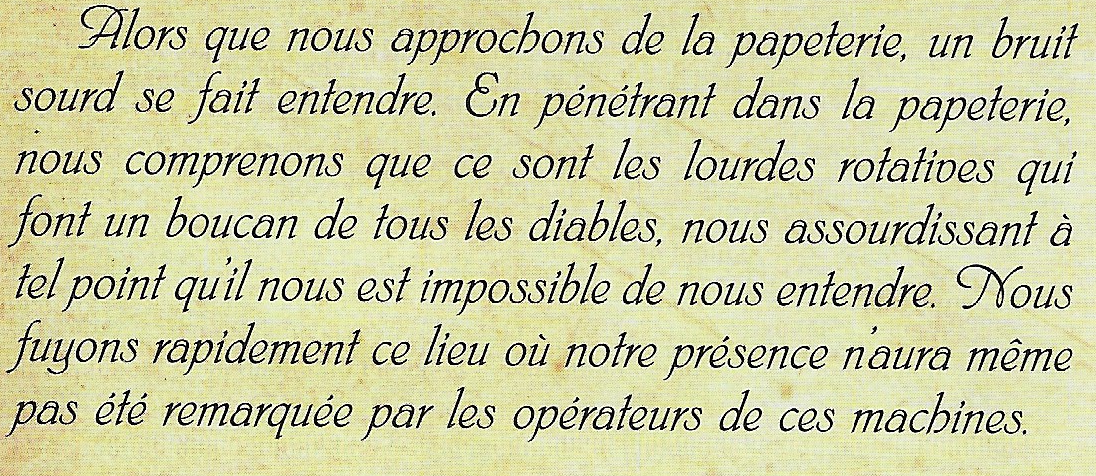 Alors que nous approchons de la papeterie, un bruit
sourd se fait entendre. En pénétrant dans la papeterie,
nous comprenons que ce sont les lourdes rotatives qui
font un boucan de tous les diables, nous assourdissant à
tel point qu'il nous est impossible de nous entendre. Nous
fuyons rapidement ce lieu où notre présence n'aura même
pas été remarquée par les opérateurs de ces machines.